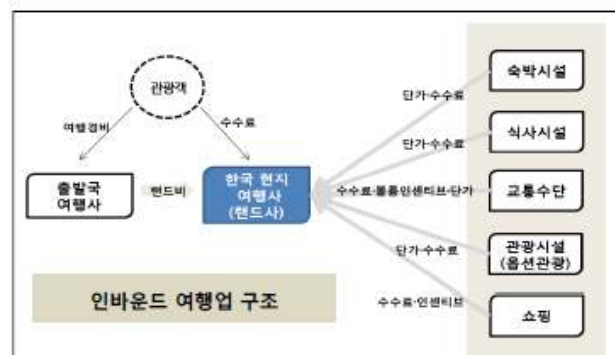 관광객
여행경비
수수료
출발국
여행사
랜드비
한국 현지
여행사
(랜드사)
단가·수수료
단가·수수료
수수료·볼륨인센티브·단가
단가·수수료
수수료·인센티브
숙박시설
식사시설
교통수단
관광시설
(옵션관광)
쇼핑
인바운드 여행업 구조